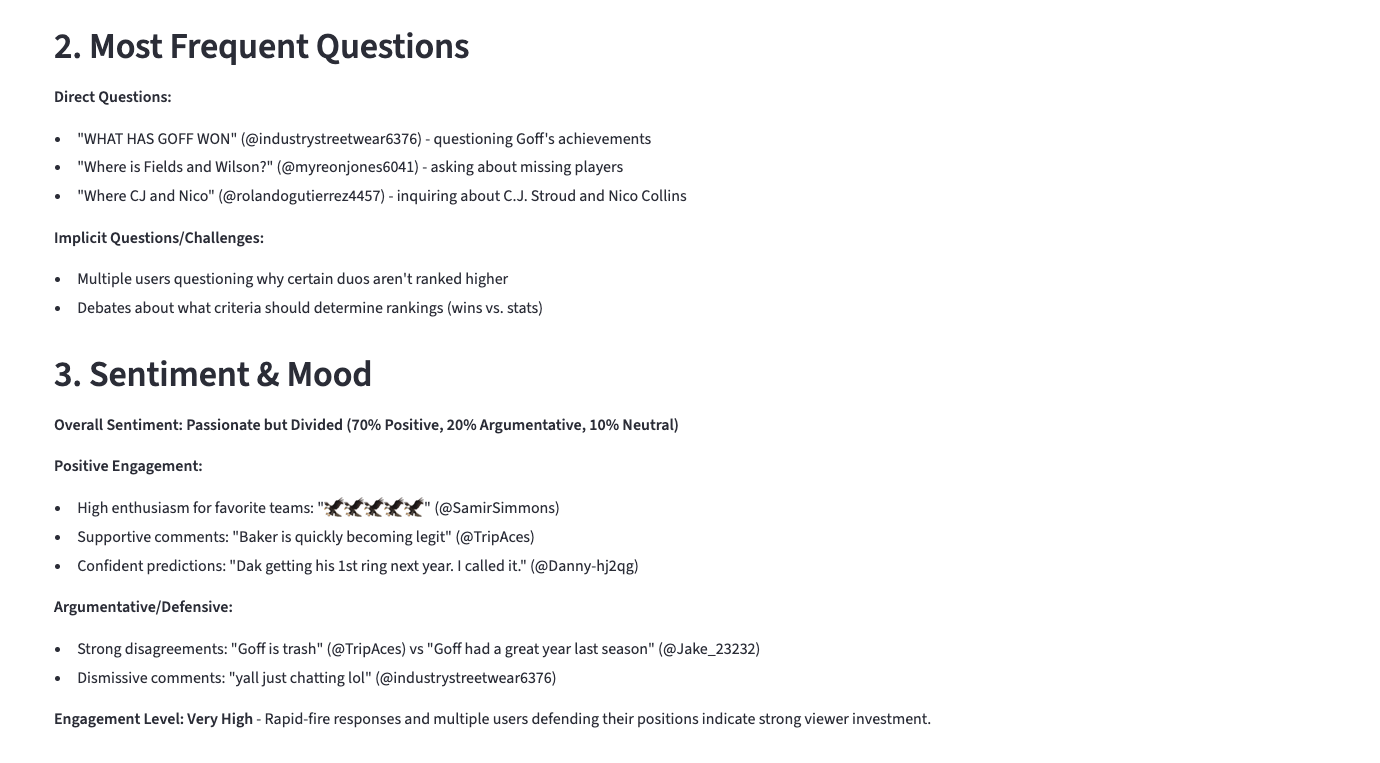 2. Most Frequent Questions
Direct Questions:
• "WHAT HAS GOFF WON" (@industrystreetwear6376) - questioning Goff's achievements
• "Where is Fields and Wilson?" (@myreonjones6041) - asking about missing players
• "Where CJ and Nico" (@rolandogutierrez4457) - inquiring about C.J. Stroud and Nico Collins
Implicit Questions/Challenges:
• Multiple users questioning why certain duos aren't ranked higher
• Debates about what criteria should determine rankings (wins vs. stats)
3. Sentiment & Mood
Overall Sentiment: Passionate but Divided (70% Positive, 20% Argumentative, 10% Neutral)
Positive Engagement:
• High enthusiasm for favorite teams: "🦅🦅🦅🦅🦅" (@SamirSimmons)
• Supportive comments: "Baker is quickly becoming legit" (@TripAces)
• Confident predictions: "Dak getting his 1st ring next year. I called it." (@Danny-hj2qg)
Argumentative/Defensive:
• Strong disagreements: "Goff is trash" (@TripAces) vs "Goff had a great year last season" (@Jake_23232)
• Dismissive comments: "yall just chatting lol" (@industrystreetwear6376)
Engagement Level: Very High - Rapid-fire responses and multiple users defending their positions indicate strong viewer investment.